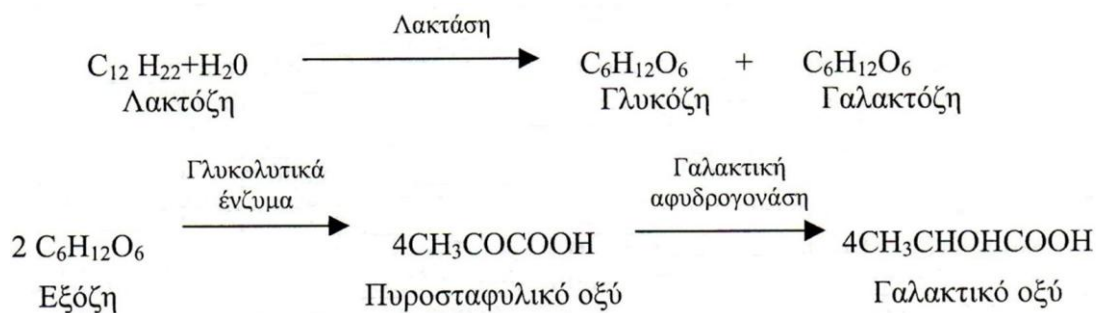 Λακτάση
C₁₂ H₂₂+H₂0 C₆H₁₂O₆ + C₆H₁₂O₆
Λακτόζη Γλυκόζη Γαλακτόζη
Γλυκολυτικά Γαλακτική
ένζυμα αφυδρογονάση
2 C₆H₁₂O₆ 4CH₃COCOOH 4CH₃CHOHCOOH
Εξόζη Πυροσταφυλικό οξύ Γαλακτικό οξύ